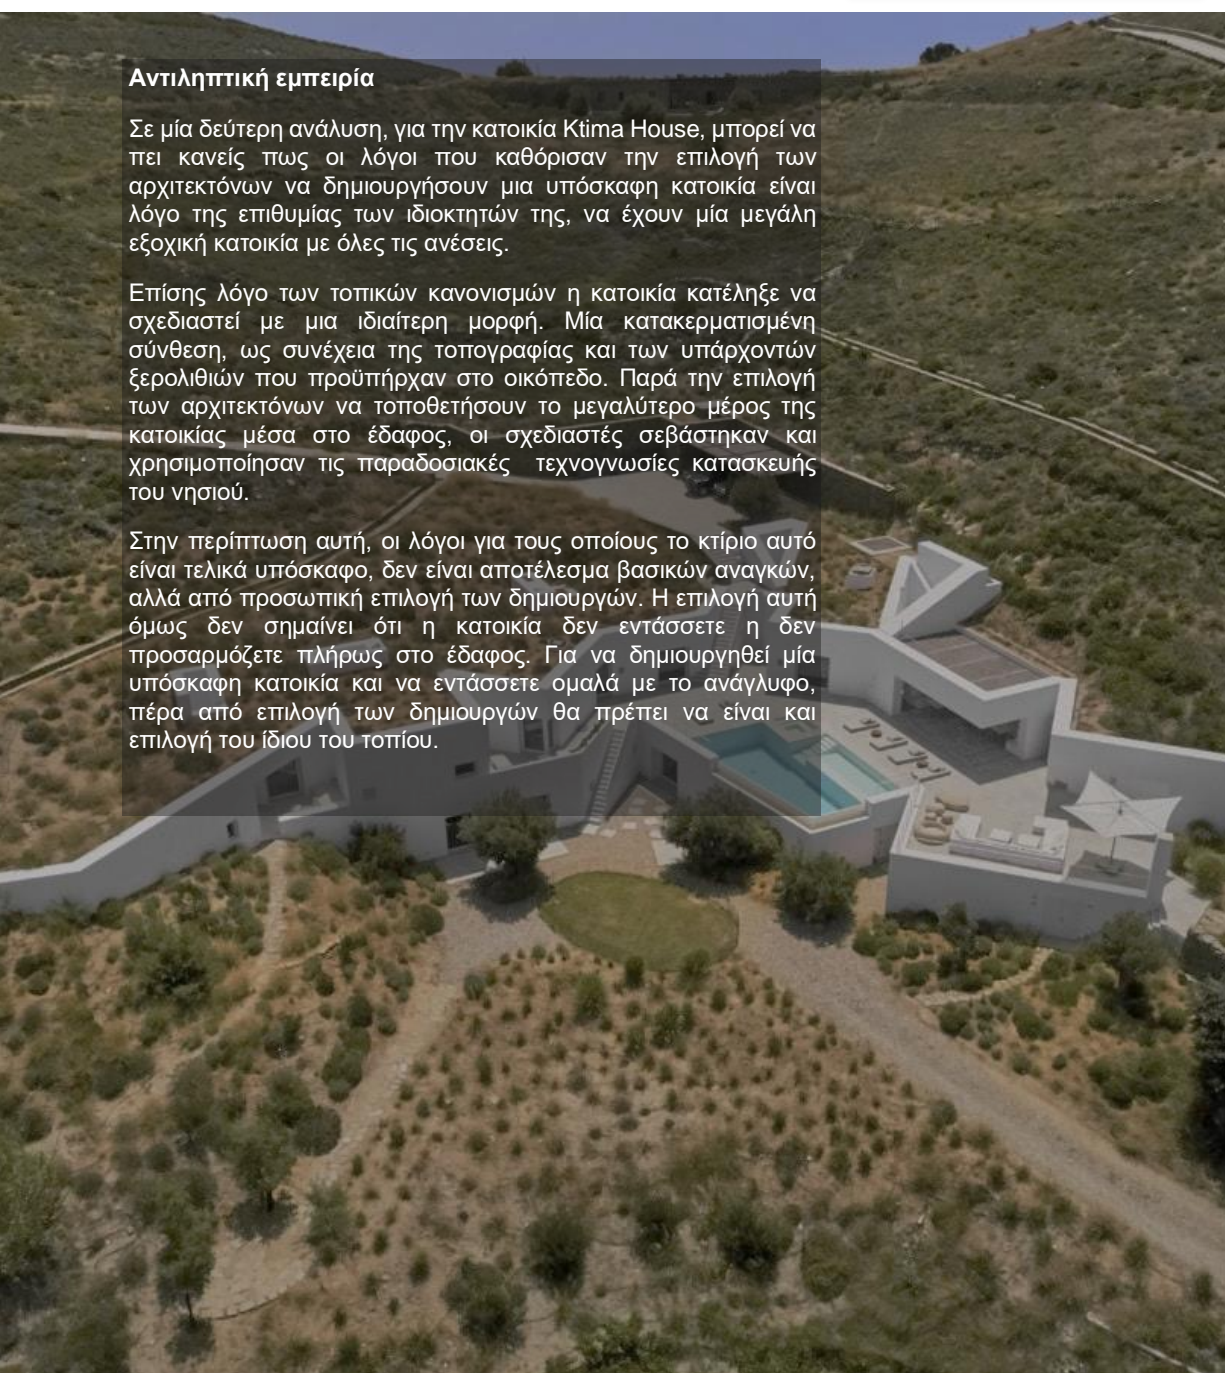 Αντιληπτική εμπειρία
Σε μία δεύτερη ανάλυση, για την κατοικία Ktima House, μπορεί να
πει κανείς πως οι λόγοι που καθόρισαν την επιλογή των
αρχιτεκτόνων να δημιουργήσουν μια υπόσκαφη κατοικία είναι
λόγο της επιθυμίας των ιδιοκτητών της, να έχουν μία μεγάλη
εξοχική κατοικία με όλες τις ανέσεις.
Επίσης λόγο των τοπικών κανονισμών η κατοικία κατέληξε να
σχεδιαστεί με μια ιδιαίτερη μορφή. Μία κατακερματισμένη
σύνθεση, ως συνέχεια της τοπογραφίας και των υπάρχοντών
ξερολιθιών που προϋπήρχαν στο οικόπεδο. Παρά την επιλογή
των αρχιτεκτόνων να τοποθετήσουν το μεγαλύτερο μέρος της
κατοικίας μέσα στο έδαφος, οι σχεδιαστές σεβάστηκαν και
χρησιμοποίησαν τις παραδοσιακές τεχνογνωσίες κατασκευής
του νησιού.
Στην περίπτωση αυτή, οι λόγοι για τους οποίους το κτίριο αυτό
είναι τελικά υπόσκαφο, δεν είναι αποτέλεσμα βασικών αναγκών,
αλλά από προσωπική επιλογή των δημιουργών. Η επιλογή αυτή
όμως δεν σημαίνει ότι η κατοικία δεν εντάσσετε η δεν
προσαρμόζετε πλήρως στο έδαφος. Για να δημιουργηθεί μία
υπόσκαφη κατοικία και να εντάσσετε ομαλά με το ανάγλυφο,
πέρα από επιλογή των δημιουργών θα πρέπει να είναι και
επιλογή του ίδιου του τοπίου.